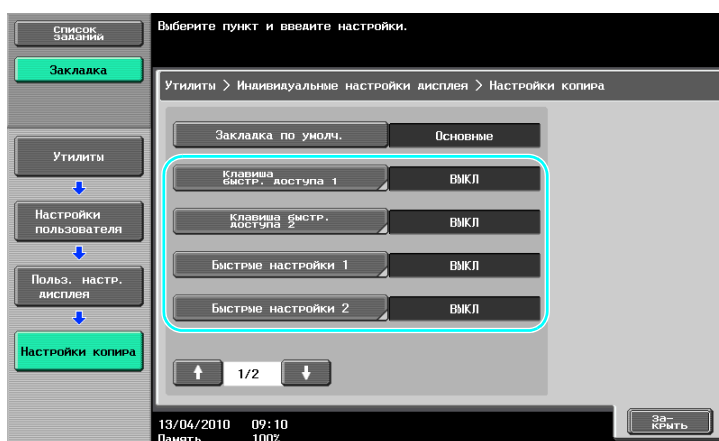 Список
заданий
Закладка
Утилиты
Настройки
пользователя
Польз. настр.
дисплея
Настройки копира
Выберите пункт и введите настройки.
Утилиты > Индивидуальные настройки дисплея > Настройки копира
Закладка по умолч.
Основные
Клавиша
быстр. доступа 1
ВЫКЛ
Клавиша быстр.
доступа 2
ВЫКЛ
Быстрые настройки 1
ВЫКЛ
Быстрые настройки 2
ВЫКЛ
1/2
13/04/2010 09:10
Память 100%
За-
крыть